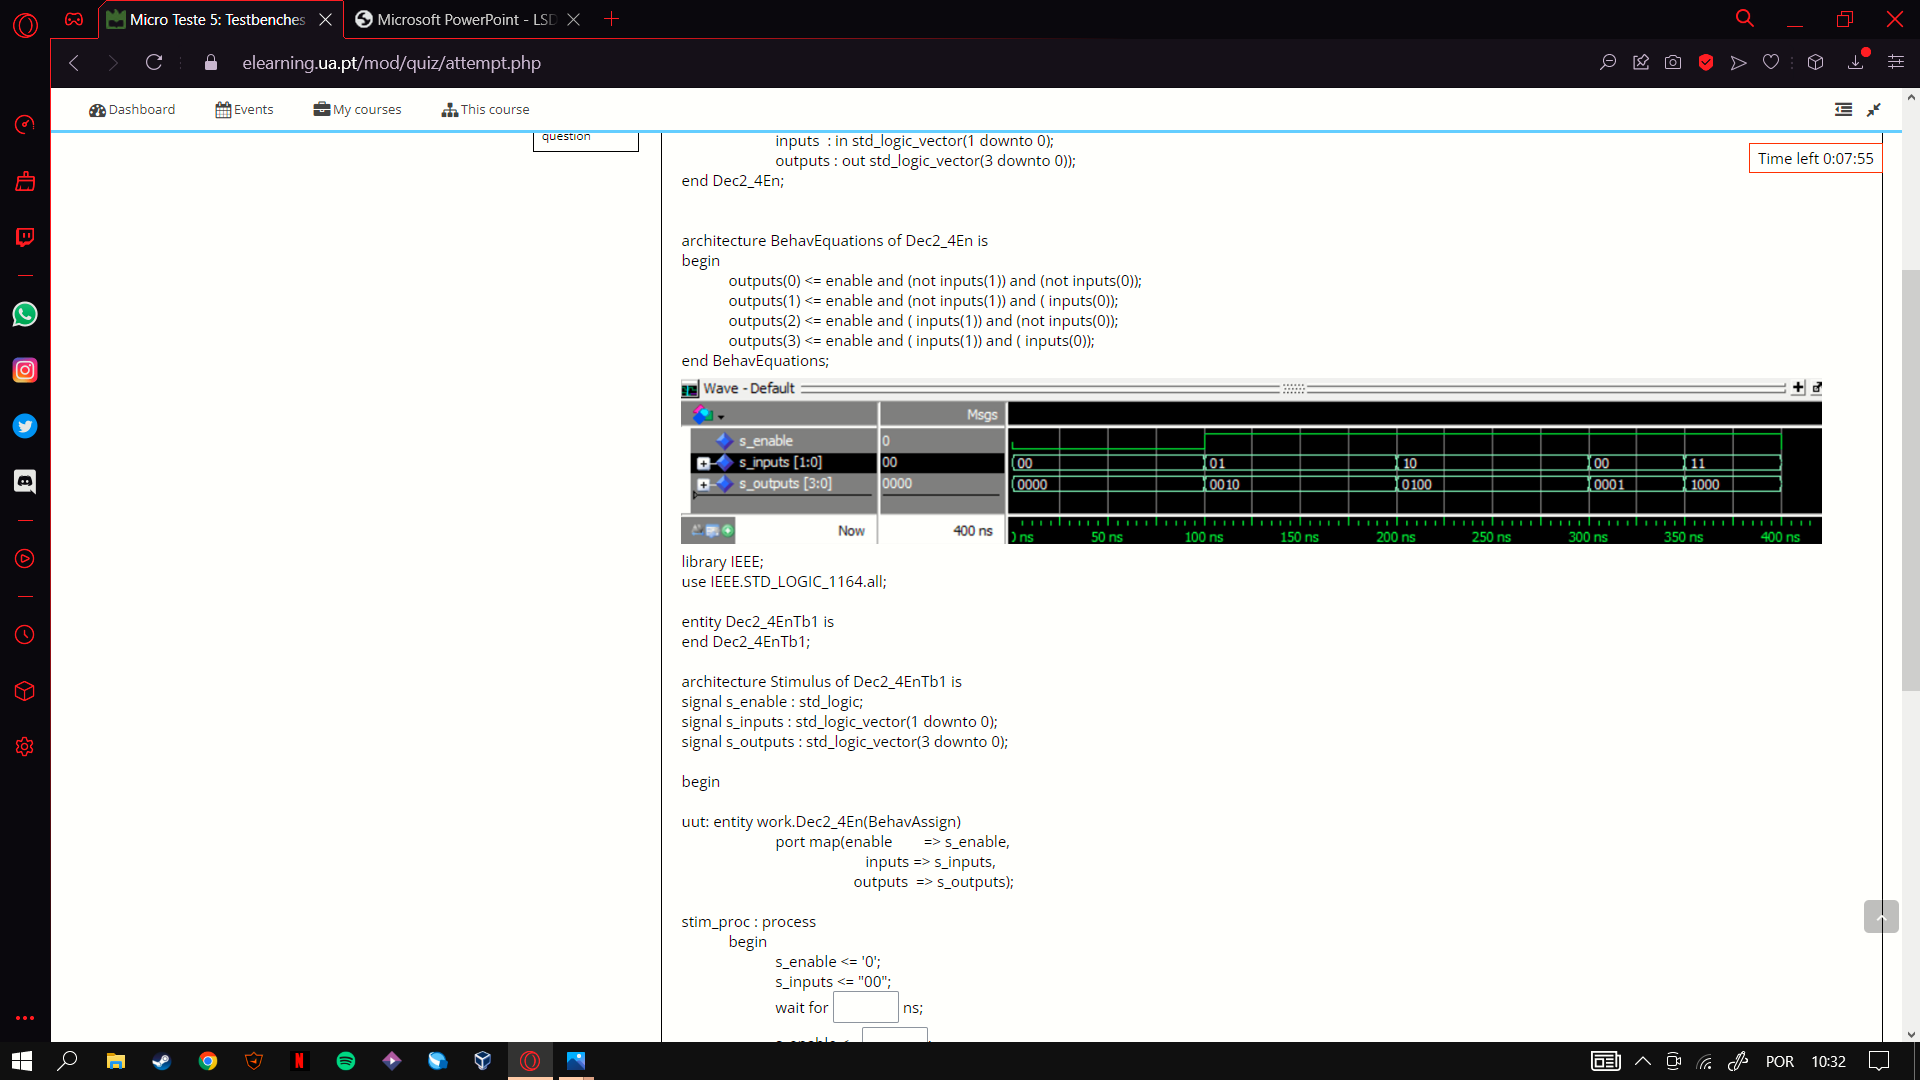 Micro Teste 5: Testbenches
Microsoft PowerPoint - LSD
elearning.ua.pt/mod/quiz/attempt.php
Dashboard
Events
My courses
This course
question
Time left 0:07:55
inputs : in std_logic_vector(1 downto 0);
outputs : out std_logic_vector(3 downto 0));
end Dec2_4En;
architecture BehavEquations of Dec2_4En is
begin
outputs(0) <= enable and (not inputs(1)) and (not inputs(0));
outputs(1) <= enable and (not inputs(1)) and ( inputs(0));
outputs(2) <= enable and ( inputs(1)) and (not inputs(0));
outputs(3) <= enable and ( inputs(1)) and ( inputs(0));
end BehavEquations;
Wave - Default
Msgs
s_enable 0
s_inputs [1:0] 00 00 01 10 00 11
s_outputs [3:0] 0000 0000 0010 0100 0001 1000
Now 400 ns ns 50 ns 100 ns 150 ns 200 ns 250 ns 300 ns 350 ns 400 ns
library IEEE;
use IEEE.STD_LOGIC_1164.all;
entity Dec2_4EnTb1 is
end Dec2_4EnTb1;
architecture Stimulus of Dec2_4EnTb1 is
signal s_enable : std_logic;
signal s_inputs : std_logic_vector(1 downto 0);
signal s_outputs : std_logic_vector(3 downto 0);
begin
uut: entity work.Dec2_4En(BehavAssign)
port map(enable => s_enable,
inputs => s_inputs,
outputs => s_outputs);
stim_proc : process
begin
s_enable <= '0';
s_inputs <= "00";
wait for ns;
POR 10:32